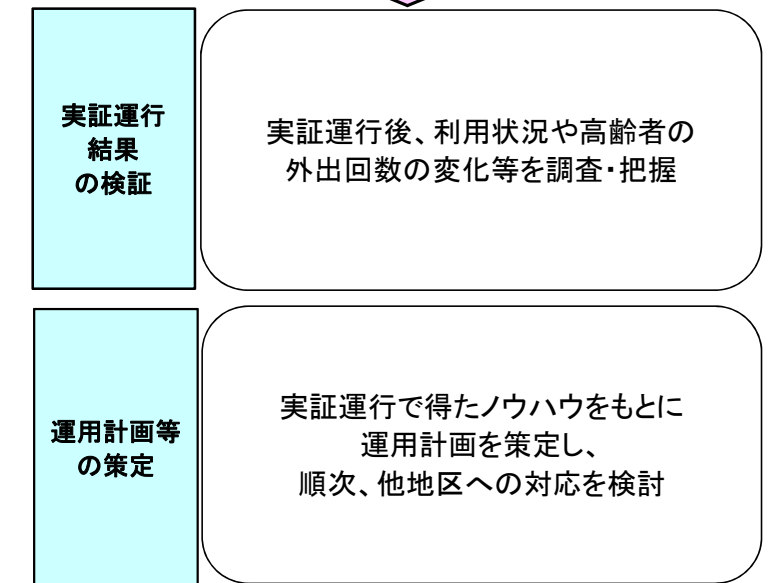 実証運行
結果
の検証
実証運行後、利用状況や高齢者の
外出回数の変化等を調査・把握
運用計画等
の策定
実証運行で得たノウハウをもとに
運用計画を策定し、
順次、他地区への対応を検討